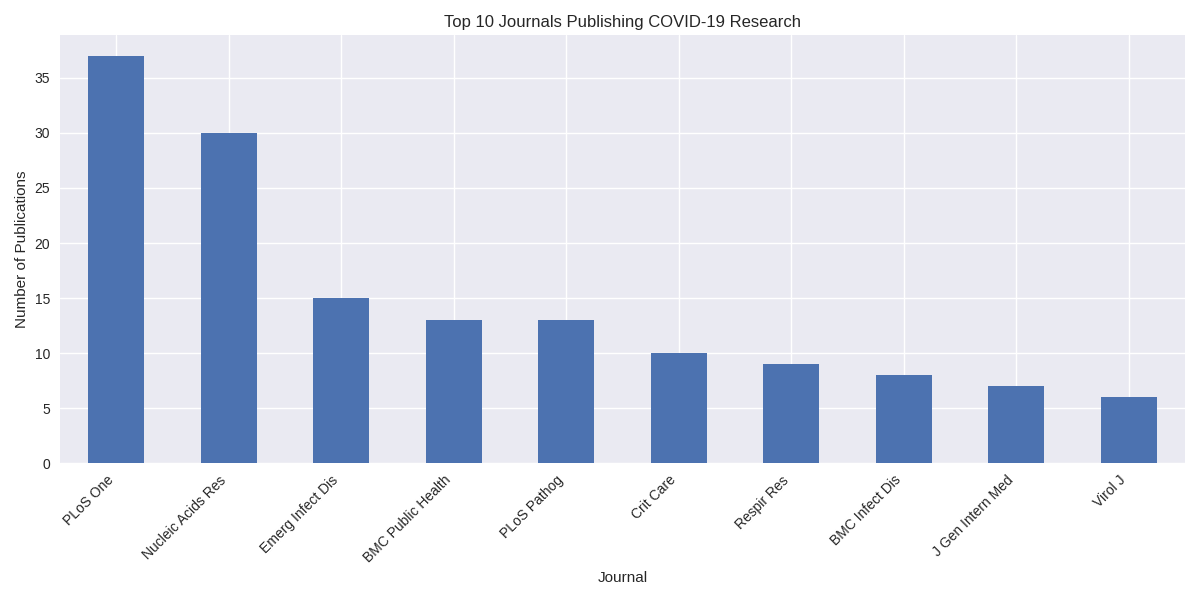 Top 10 Journals Publishing COVID-19 Research
Number of Publications
35
30
25
20
15
10
5
0
PLoS One
Nucleic Acids Res
Emerg Infect Dis
BMC Public Health
PLoS Pathog
Crit Care
Respir Res
BMC Infect Dis
J Gen Intern Med
Virol J
Journal